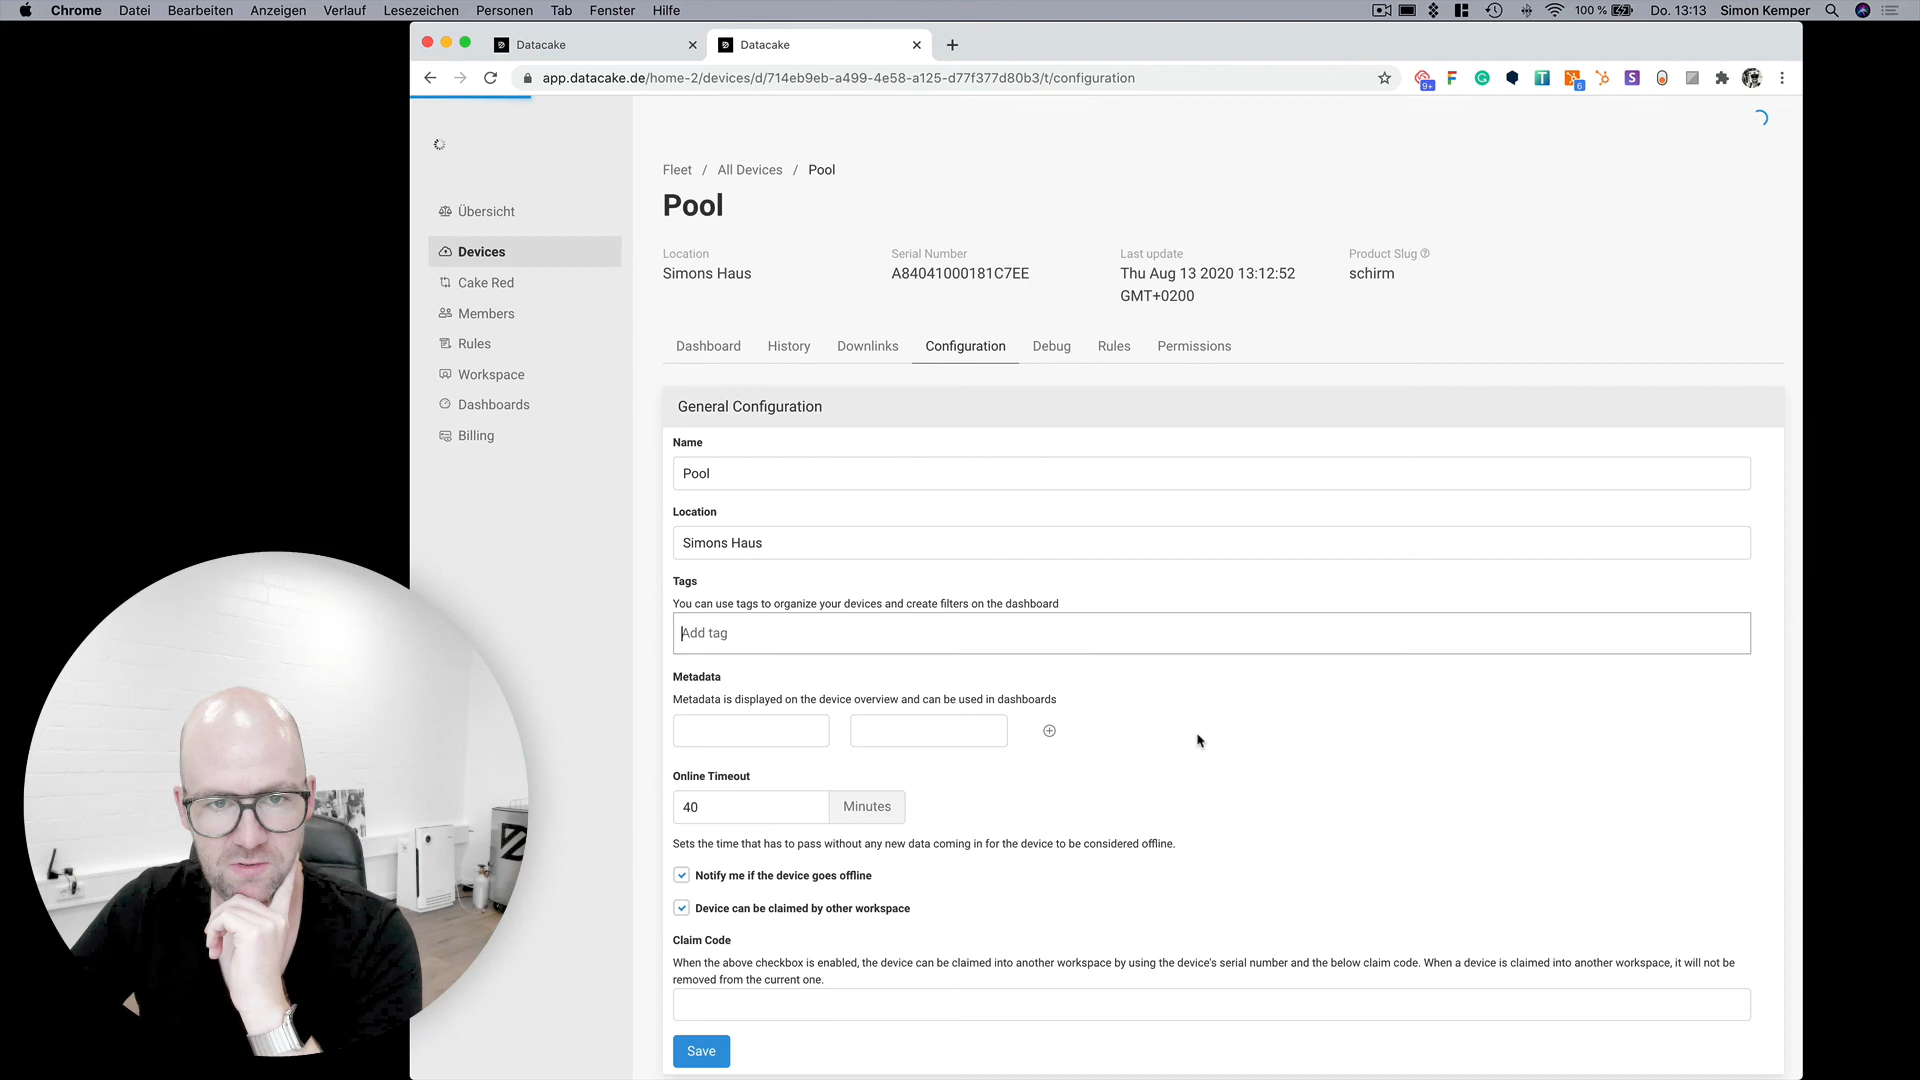 Chrome Datei Bearbeiten Anzeigen Verlauf Lesezeichen Personen Tab Fenster Hilfe 100 % Do. 13:13 Simon Kemper
Datacake Datacake
app.datacake.de/home-2/devices/d/714eb9eb-a499-4e58-a125-d77f377d80b3/t/configuration
9+ F T 6 S
Übersicht
Devices
Cake Red
Members
Rules
Workspace
Dashboards
Billing
Fleet / All Devices / Pool
Pool
Location Serial Number Last update Product Slug
Simons Haus A84041000181C7EE Thu Aug 13 2020 13:12:52 schirm
GMT+0200
Dashboard History Downlinks Configuration Debug Rules Permissions
General Configuration
Name
Pool
Location
Simons Haus
Tags
You can use tags to organize your devices and create filters on the dashboard
Add tag
Metadata
Metadata is displayed on the device overview and can be used in dashboards
Online Timeout
40 Minutes
Sets the time that has to pass without any new data coming in for the device to be considered offline.
Notify me if the device goes offline
Device can be claimed by other workspace
Claim Code
When the above checkbox is enabled, the device can be claimed into another workspace by using the device's serial number and the below claim code. When a device is claimed into another workspace, it will not be
removed from the current one.
Save